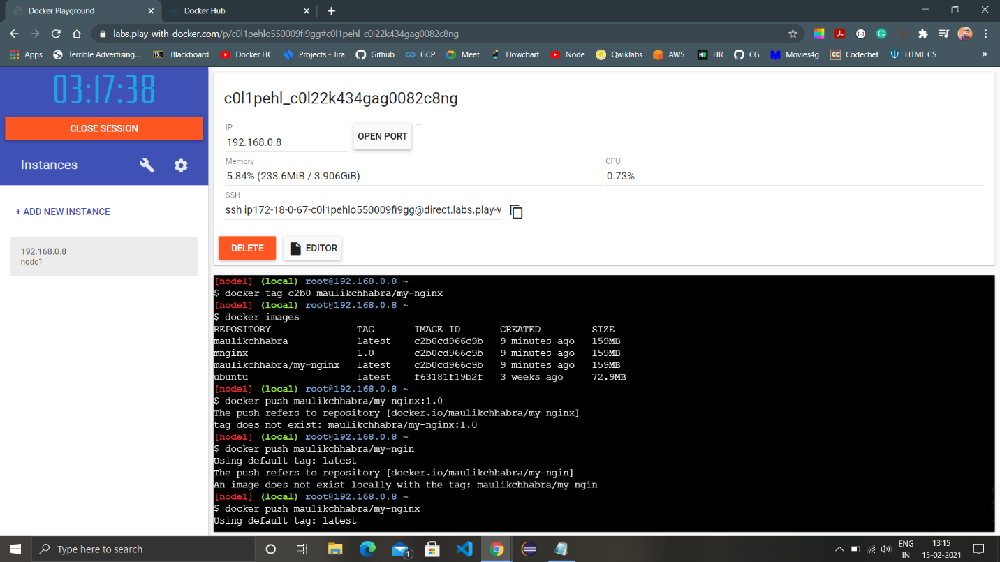 Docker Playground
Docker Hub
labs.play-with-docker.com/p/c0l1pehlo550009fi9gg#c0l1pehl_c0l22k434gag0082c8ng
Apps
Terrible Advertising...
Bb
Blackboard
Docker HC
Projects - Jira
Github
GCP
Meet
Flowchart
Node
Qwiklabs
AWS
HR
CG
Movies4g
CC
Codechef
HTML CS
»
03:17:38
CLOSE SESSION
Instances
+ ADD NEW INSTANCE
192.168.0.8
node1
c0l1pehl_c0l22k434gag0082c8ng
IP
192.168.0.8
OPEN PORT
Memory
5.84% (233.6MiB / 3.906GiB)
CPU
0.73%
SSH
ssh ip172-18-0-67-c0l1pehlo550009fi9gg@direct.labs.play-v
DELETE
EDITOR
[node1] (local) root@192.168.0.8 ~
$ docker tag c2b0 maulikchhabra/my-nginx
[node1] (local) root@192.168.0.8 ~
$ docker images
REPOSITORY TAG IMAGE ID CREATED SIZE
maulikchhabra latest c2b0cd966c9b 9 minutes ago 159MB
mnginx 1.0 c2b0cd966c9b 9 minutes ago 159MB
maulikchhabra/my-nginx latest c2b0cd966c9b 9 minutes ago 159MB
ubuntu latest f63181f19b2f 3 weeks ago 72.9MB
[node1] (local) root@192.168.0.8 ~
$ docker push maulikchhabra/my-nginx:1.0
The push refers to repository [docker.io/maulikchhabra/my-nginx]
tag does not exist: maulikchhabra/my-nginx:1.0
[node1] (local) root@192.168.0.8 ~
$ docker push maulikchhabra/my-ngin
Using default tag: latest
The push refers to repository [docker.io/maulikchhabra/my-ngin]
An image does not exist locally with the tag: maulikchhabra/my-ngin
[node1] (local) root@192.168.0.8 ~
$ docker push maulikchhabra/my-nginx
Using default tag: latest
Type here to search
1
ENG
IN
13:15
15-02-2021